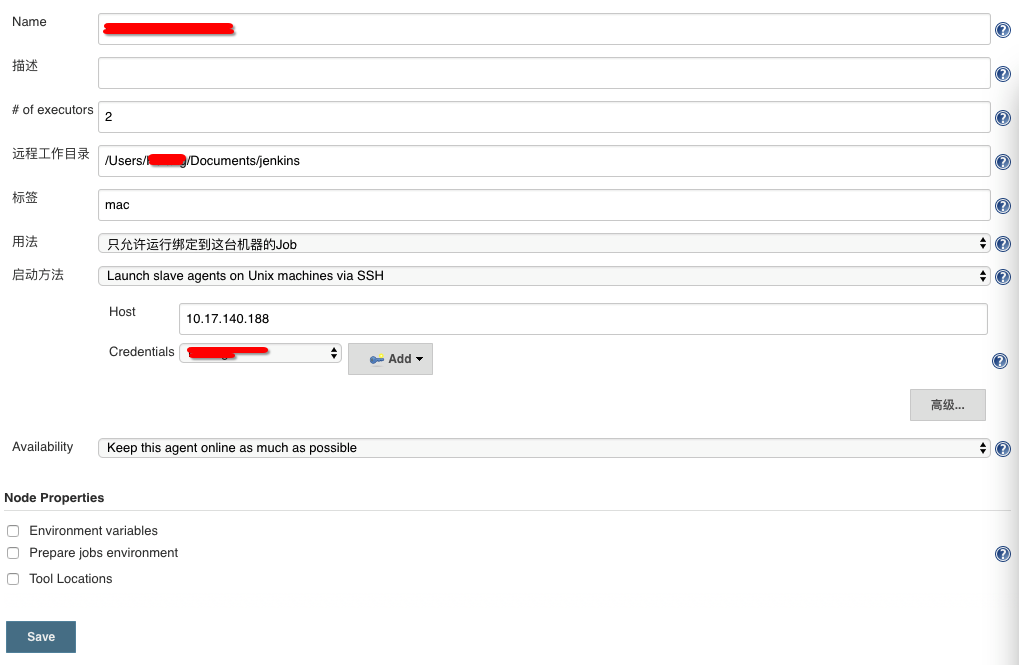 Name
描述
# of executors
2
远程工作目录
/Users/ /Documents/jenkins
标签
mac
用法
只允许运行绑定到这台机器的Job
启动方法
Launch slave agents on Unix machines via SSH
Host
10.17.140.188
Credentials
Add
高级...
Availability
Keep this agent online as much as possible
Node Properties
Environment variables
Prepare jobs environment
Tool Locations
Save